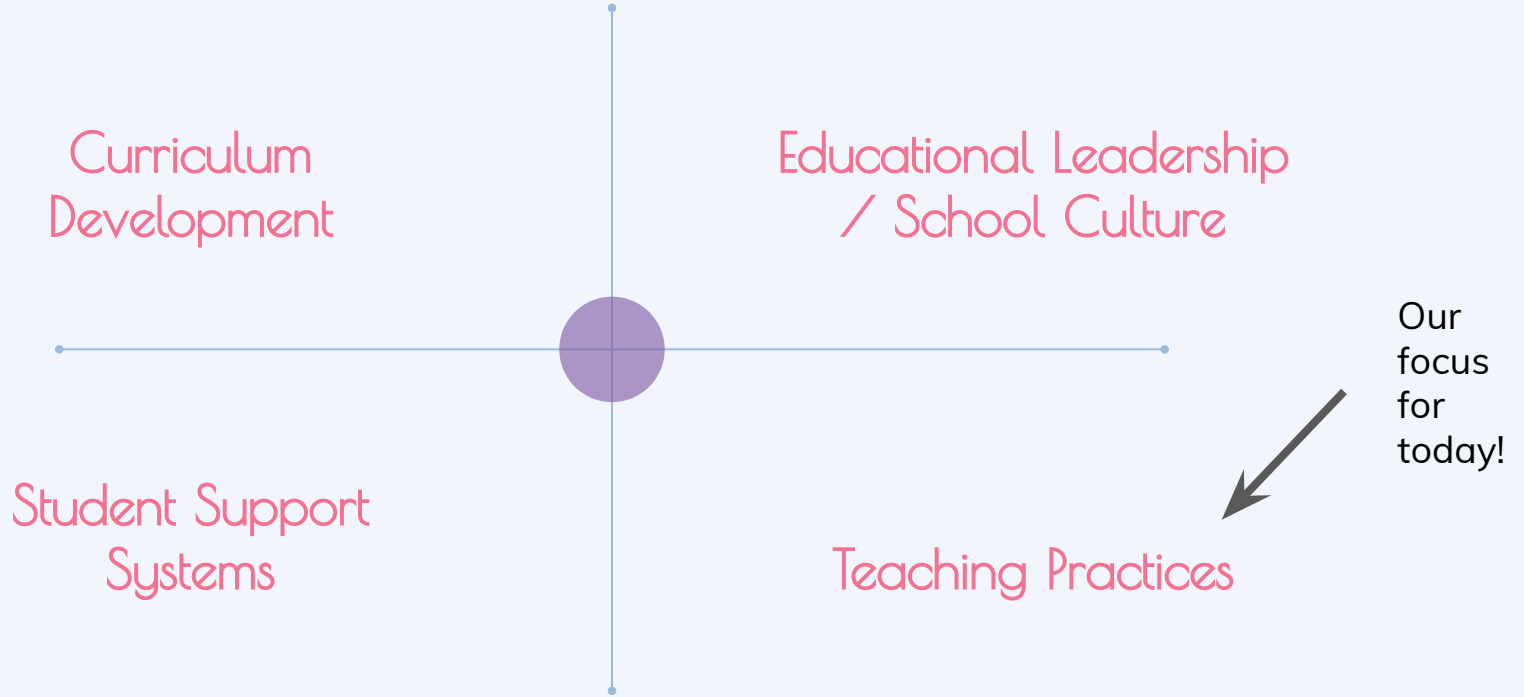 Curriculum
Development
Educational Leadership
/ School Culture
Our
focus
for
today!
Student Support
Systems
Teaching Practices